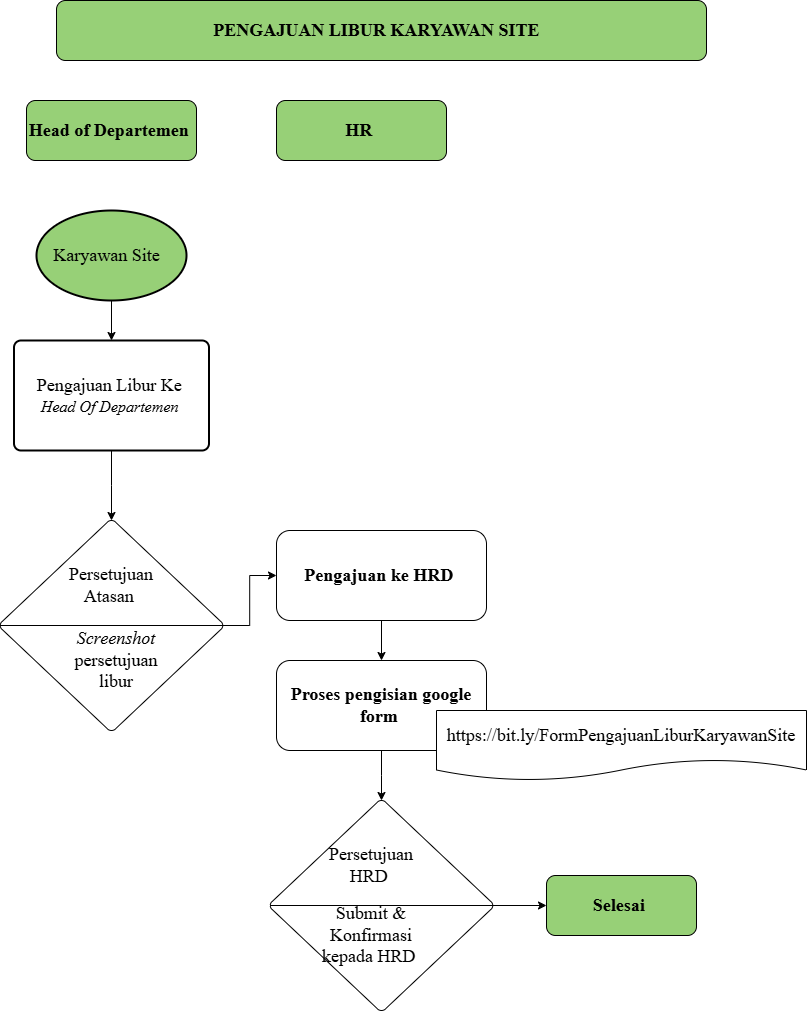 PENGAJUAN LIBUR KARYAWAN SITE
Head of Departemen
HR
Karyawan Site
Pengajuan Libur Ke
Head Of Departemen
Persetujuan
Atasan
Screenshot
persetujuan
libur
Pengajuan ke HRD
Proses pengisian google
form
https://bit.ly/FormPengajuanLiburKaryawanSite
Persetujuan
HRD
Submit &
Konfirmasi
kepada HRD
Selesai